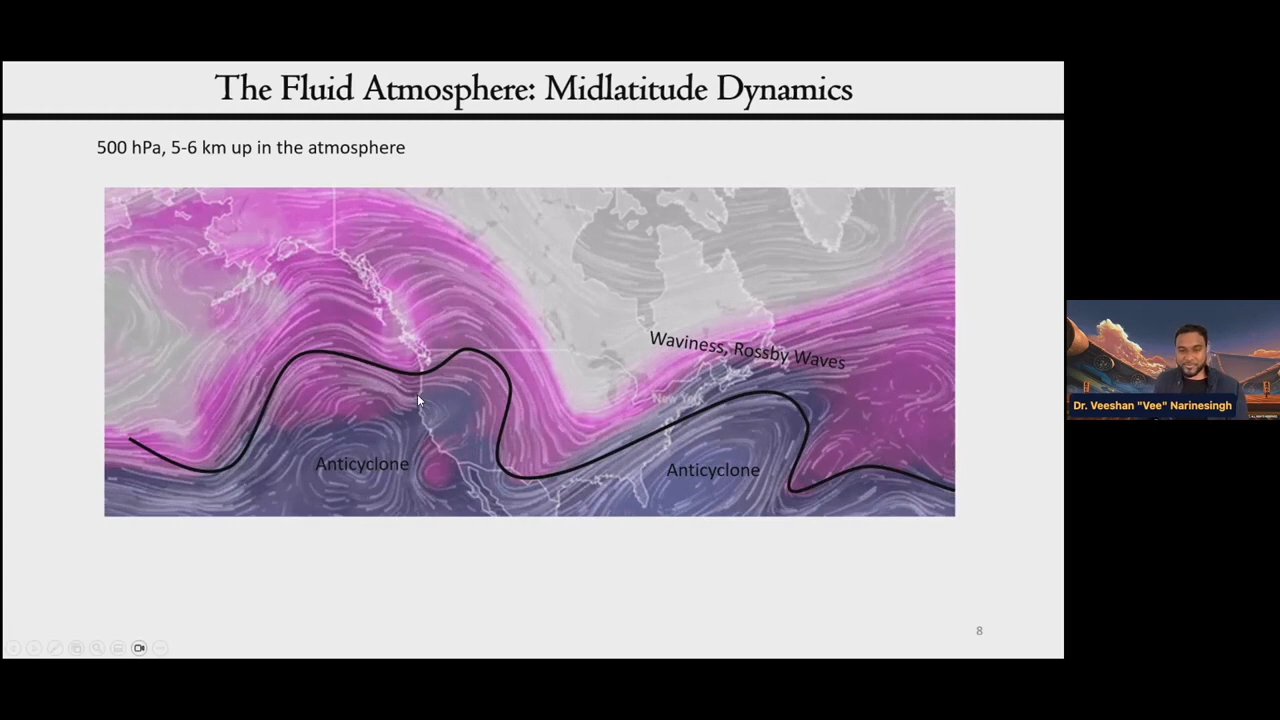 The Fluid Atmosphere: Midlatitude Dynamics
500 hPa, 5-6 km up in the atmosphere
Waviness, Rossby Waves
New York
Anticyclone
Anticyclone
Dr. Veeshan "Vee" Narinesingh
8